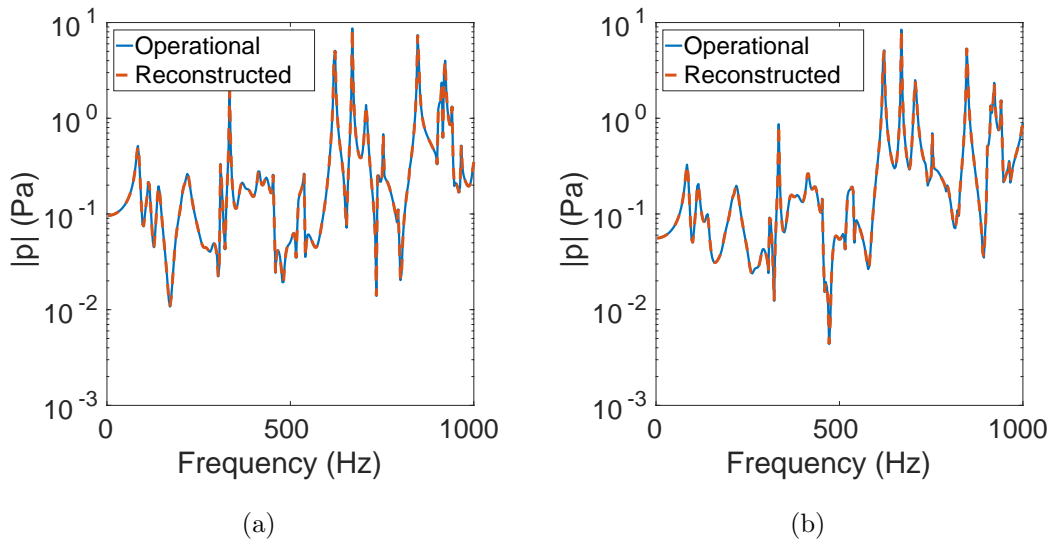 10^1
10^0
10^-1
10^-2
10^-3
|p| (Pa)
Operational
Reconstructed
0 500 1000
Frequency (Hz)
(a)
10^1
10^0
10^-1
10^-2
10^-3
|p| (Pa)
Operational
Reconstructed
0 500 1000
Frequency (Hz)
(b)